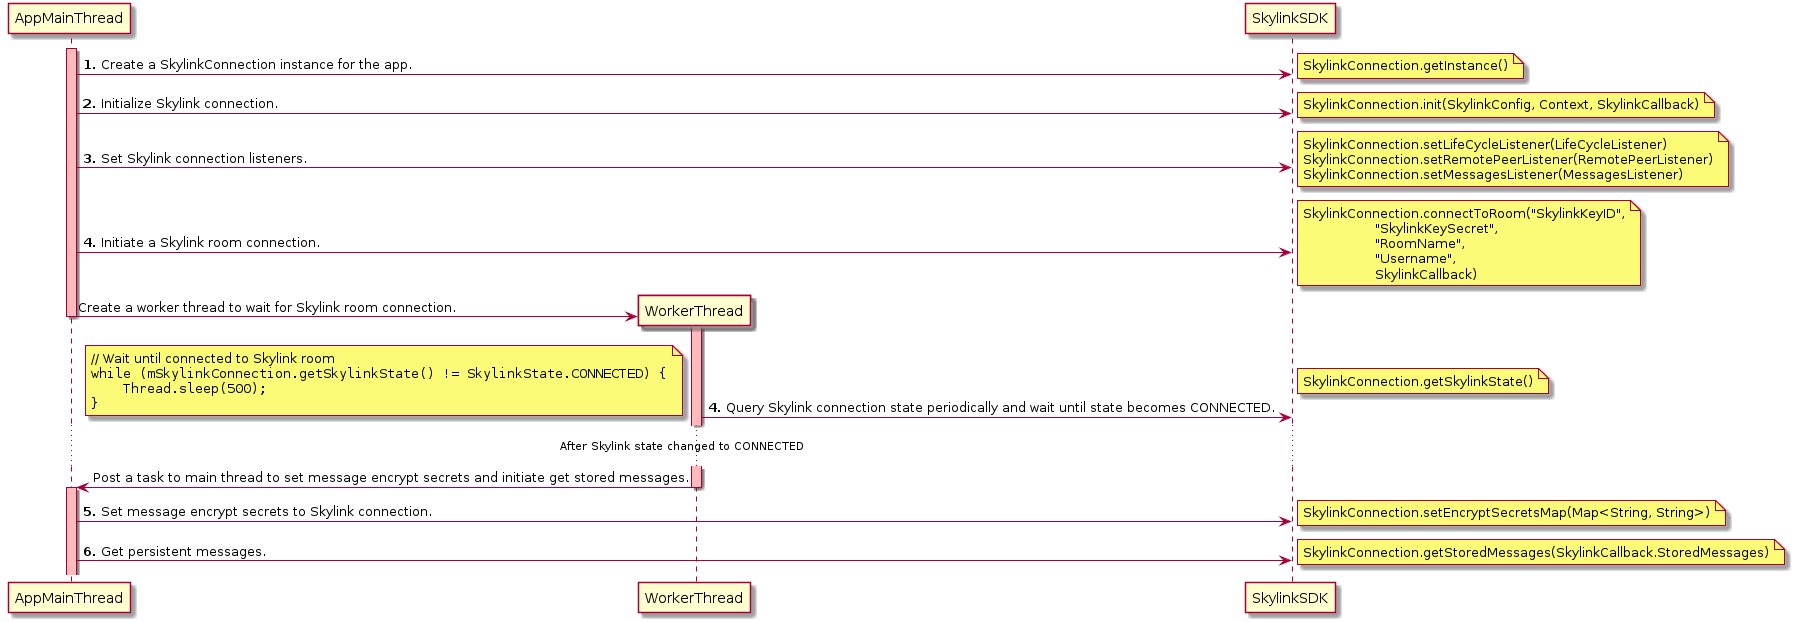 AppMainThread
SkylinkSDK
1. Create a SkylinkConnection instance for the app.
SkylinkConnection.getInstance()
2. Initialize Skylink connection.
SkylinkConnection.init(SkylinkConfig, Context, SkylinkCallback)
3. Set Skylink connection listeners.
SkylinkConnection.setLifeCycleListener(LifeCycleListener)
SkylinkConnection.setRemotePeerListener(RemotePeerListener)
SkylinkConnection.setMessagesListener(MessagesListener)
4. Initiate a Skylink room connection.
SkylinkConnection.connectToRoom("SkylinkKeyID",
"SkylinkKeySecret",
"RoomName",
"Username",
SkylinkCallback)
Create a worker thread to wait for Skylink room connection.
WorkerThread
// Wait until connected to Skylink room
while (mSkylinkConnection.getSkylinkState() != SkylinkState.CONNECTED) {
Thread.sleep(500);
}
SkylinkConnection.getSkylinkState()
4. Query Skylink connection state periodically and wait until state becomes CONNECTED.
After Skylink state changed to CONNECTED
Post a task to main thread to set message encrypt secrets and initiate get stored messages.
5. Set message encrypt secrets to Skylink connection.
SkylinkConnection.setEncryptSecretsMap(Map<String, String>)
6. Get persistent messages.
SkylinkConnection.getStoredMessages(SkylinkCallback.StoredMessages)
AppMainThread
WorkerThread
SkylinkSDK